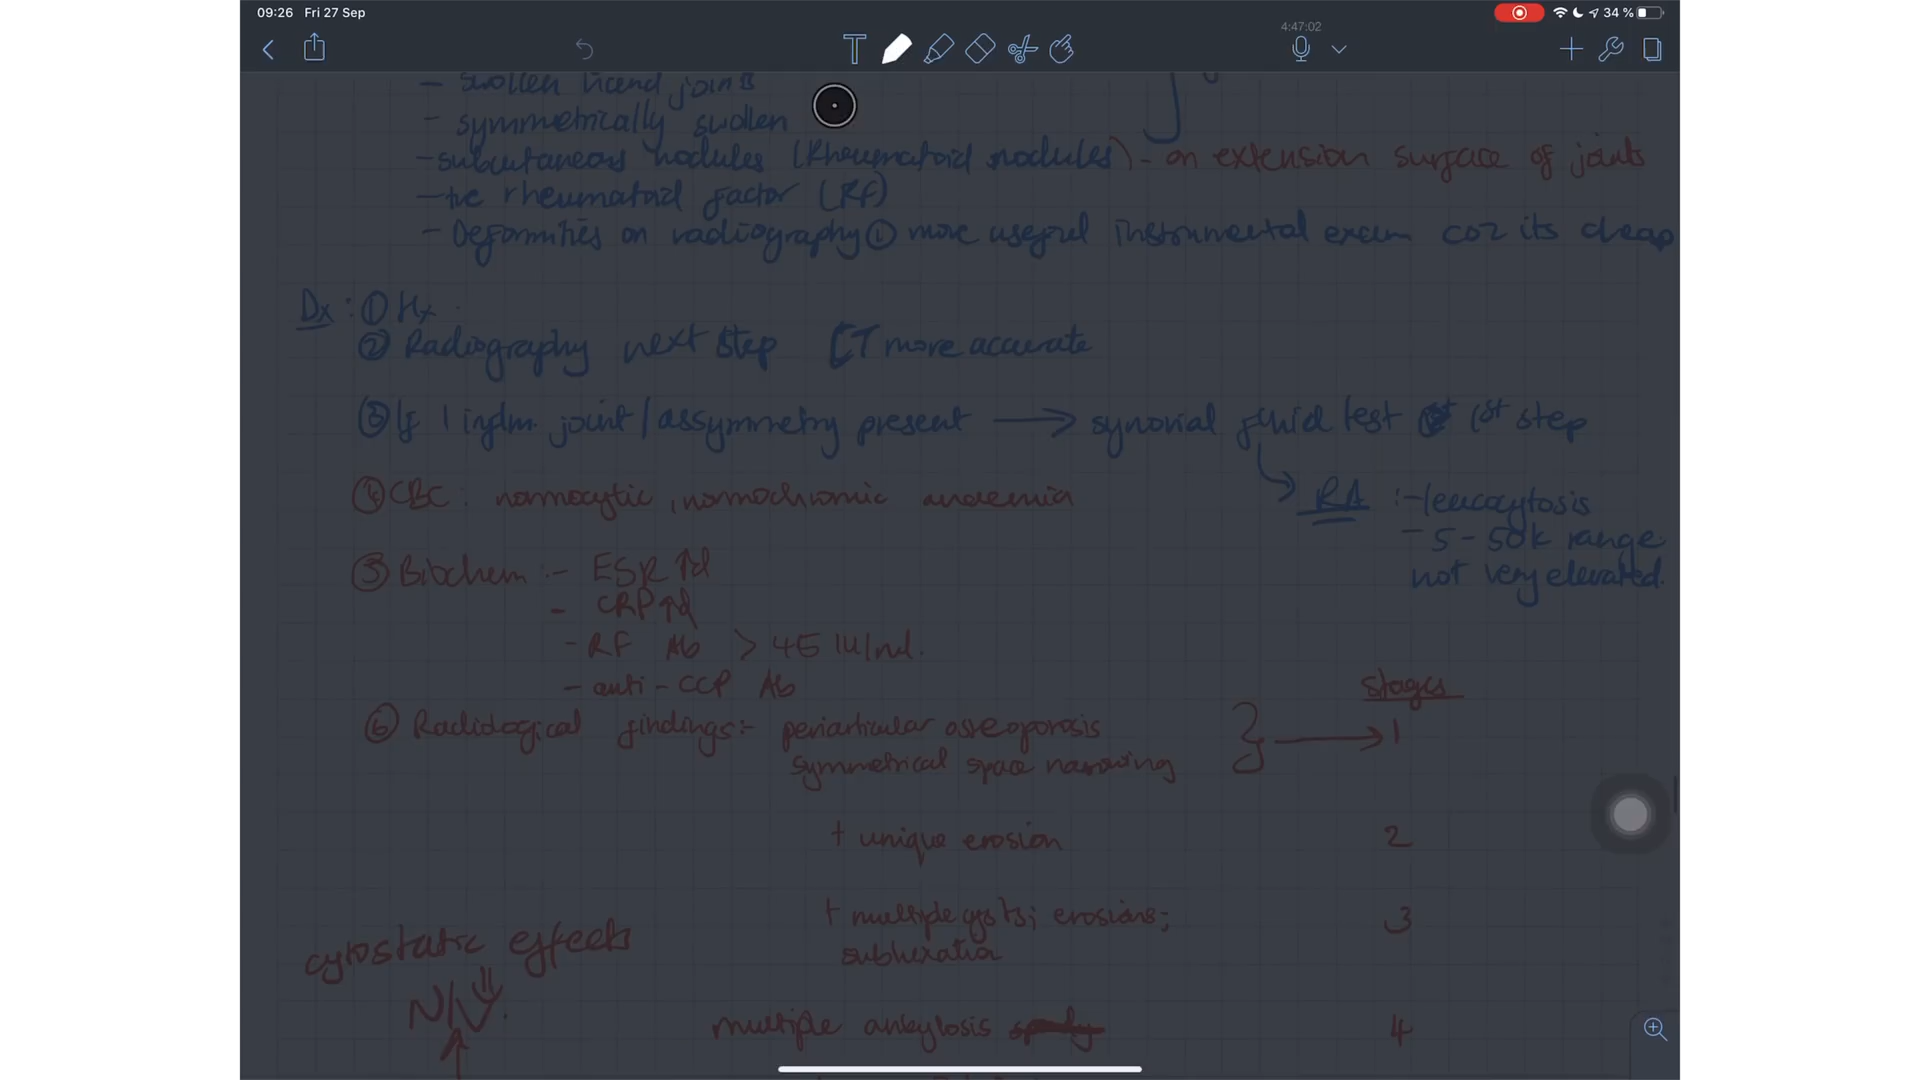 09:26 Fri 27 Sep
34 %
4:47:02
- swollen joints
- symmetrically swollen
- subcutaneous nodules (Rheumatoid nodules) - on extension surface of joints
- +ve rheumatoid factor (RF)
- Deformities on radiography ① more useful instrumental exam coz its cheap
Dx : ① Hx
② Radiography next step CT more accurate
③ If 1 inflm. joint / assymmetry present → synovial fluid test 1st step
④ CBC : normocytic , normochromic anaemia
RA :- leucocytosis
- 5 - 50k range
not very elevated.
⑤ Biochem :- ESR ↑d
- CRP ↑d
- RF Ab > 45 IU/ml.
- anti - CCP Ab
stages
⑥ Radiological findings :- periarticular osteoporosis
symmetrical space narrowing } → 1
+ unique erosion 2
+ multiple cysts; erosions; 3
subluxation
cytostatic effects
N/V
multiple ankylosis 4